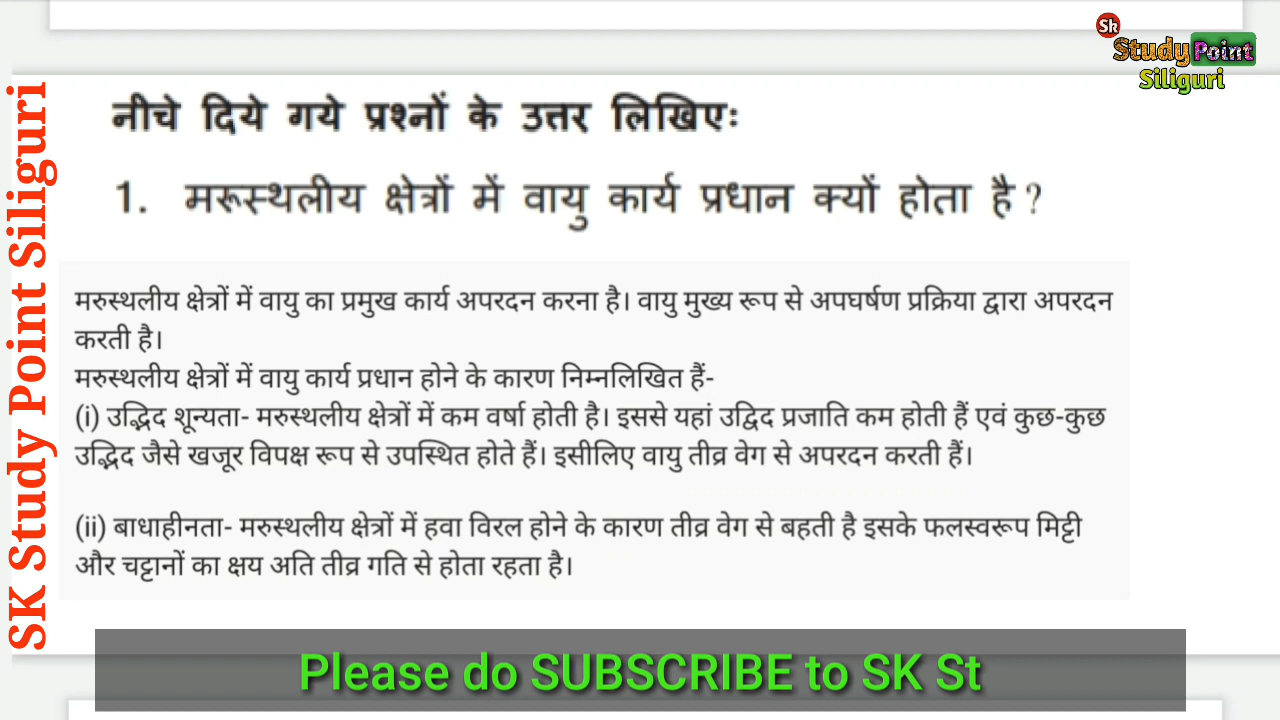 Sk
Study Point
Siliguri
SK Study Point Siliguri
नीचे दिये गये प्रश्नों के उत्तर लिखिएः
1. मरूस्थलीय क्षेत्रों में वायु कार्य प्रधान क्यों होता है ?
मरुस्थलीय क्षेत्रों में वायु का प्रमुख कार्य अपरदन करना है। वायु मुख्य रूप से अपघर्षण प्रक्रिया द्वारा अपरदन
करती है।
मरुस्थलीय क्षेत्रों में वायु कार्य प्रधान होने के कारण निम्नलिखित हैं-
(i) उद्भिद शून्यता- मरुस्थलीय क्षेत्रों में कम वर्षा होती है। इससे यहां उद्विद प्रजाति कम होती हैं एवं कुछ-कुछ
उद्भिद जैसे खजूर विपक्ष रूप से उपस्थित होते हैं। इसीलिए वायु तीव्र वेग से अपरदन करती हैं।
(ii) बाधाहीनता- मरुस्थलीय क्षेत्रों में हवा विरल होने के कारण तीव्र वेग से बहती है इसके फलस्वरूप मिट्टी
और चट्टानों का क्षय अति तीव्र गति से होता रहता है।
Please do SUBSCRIBE to SK St